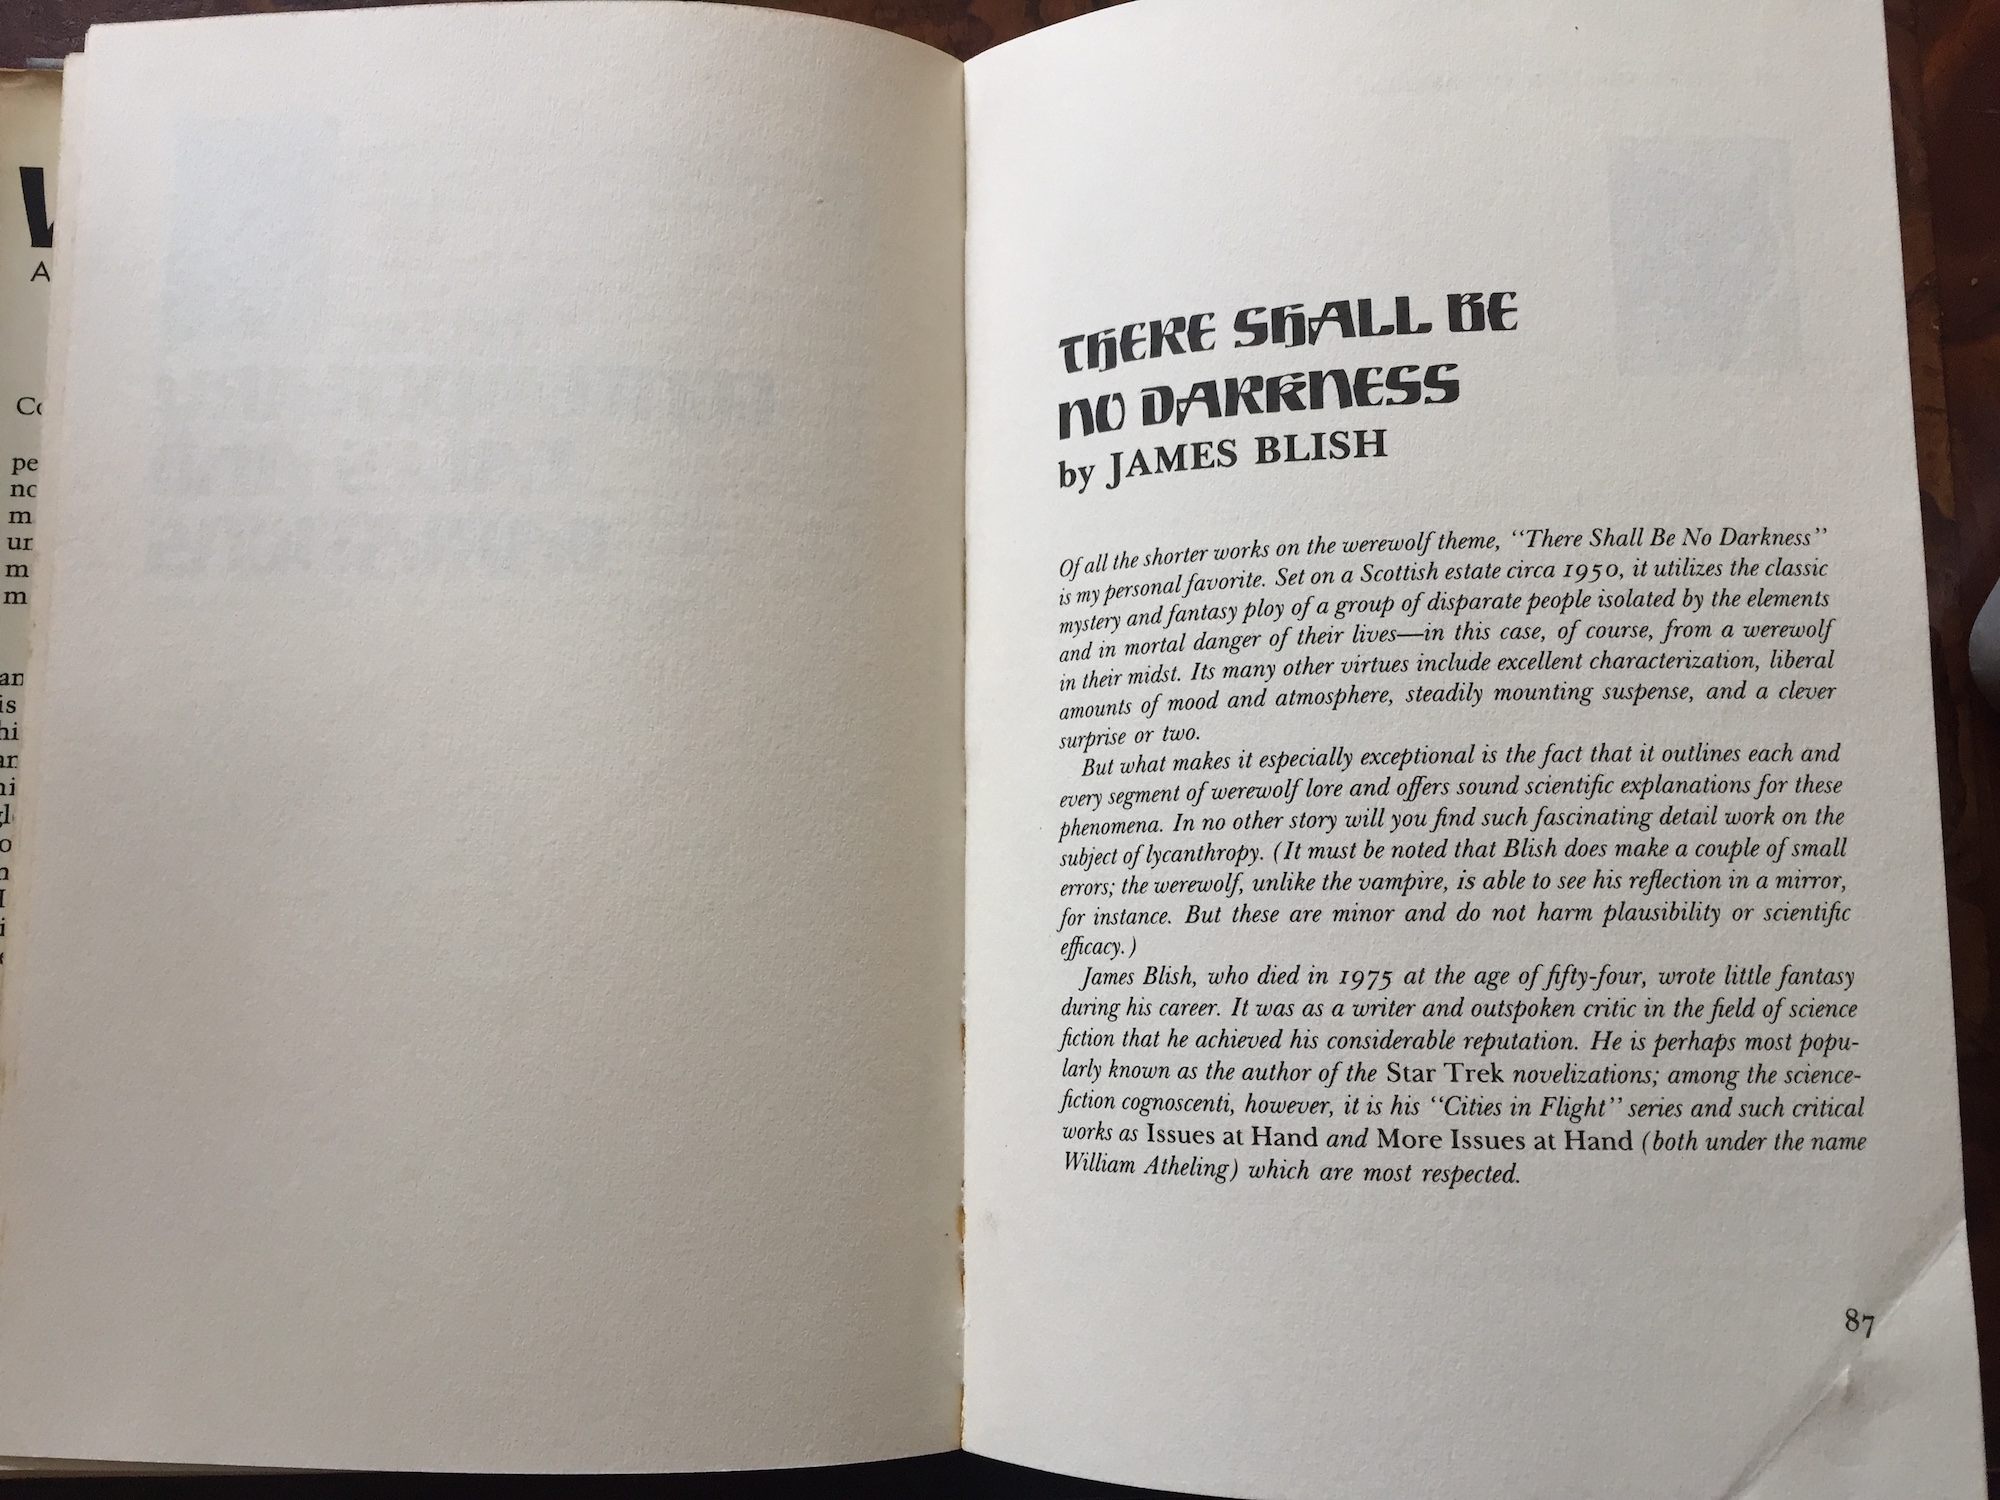 A
pe
m
ur
m
m
an
is
THERE SHALL BE
NO DARKNESS
by JAMES BLISH
Of all the shorter works on the werewolf theme, “There Shall Be No Darkness”
is my personal favorite. Set on a Scottish estate circa 1950, it utilizes the classic
mystery and fantasy ploy of a group of disparate people isolated by the elements
and in mortal danger of their lives—in this case, of course, from a werewolf
in their midst. Its many other virtues include excellent characterization, liberal
amounts of mood and atmosphere, steadily mounting suspense, and a clever
surprise or two.
But what makes it especially exceptional is the fact that it outlines each and
every segment of werewolf lore and offers sound scientific explanations for these
phenomena. In no other story will you find such fascinating detail work on the
subject of lycanthropy. (It must be noted that Blish does make a couple of small
errors; the werewolf, unlike the vampire, is able to see his reflection in a mirror,
for instance. But these are minor and do not harm plausibility or scientific
efficacy.)
James Blish, who died in 1975 at the age of fifty-four, wrote little fantasy
during his career. It was as a writer and outspoken critic in the field of science
fiction that he achieved his considerable reputation. He is perhaps most popu-
larly known as the author of the Star Trek novelizations; among the science-
fiction cognoscenti, however, it is his “Cities in Flight” series and such critical
works as Issues at Hand and More Issues at Hand (both under the name
William Atheling) which are most respected.
87